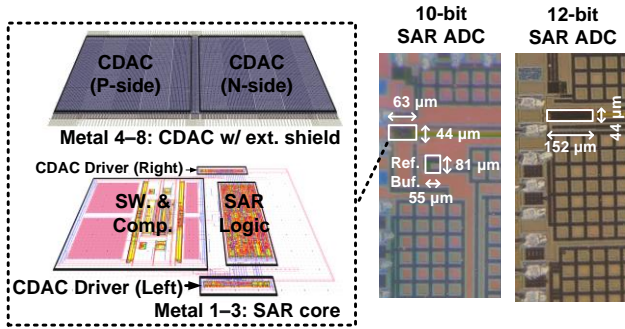 CDAC
(P-side)
CDAC
(N-side)
Metal 4–8: CDAC w/ ext. shield
CDAC Driver (Right)
SW. &
Comp.
SAR
Logic
CDAC Driver (Left)
Metal 1–3: SAR core
10-bit
SAR ADC
63 µm
44 µm
Ref.
Buf.
81 µm
55 µm
12-bit
SAR ADC
44 µm
152 µm